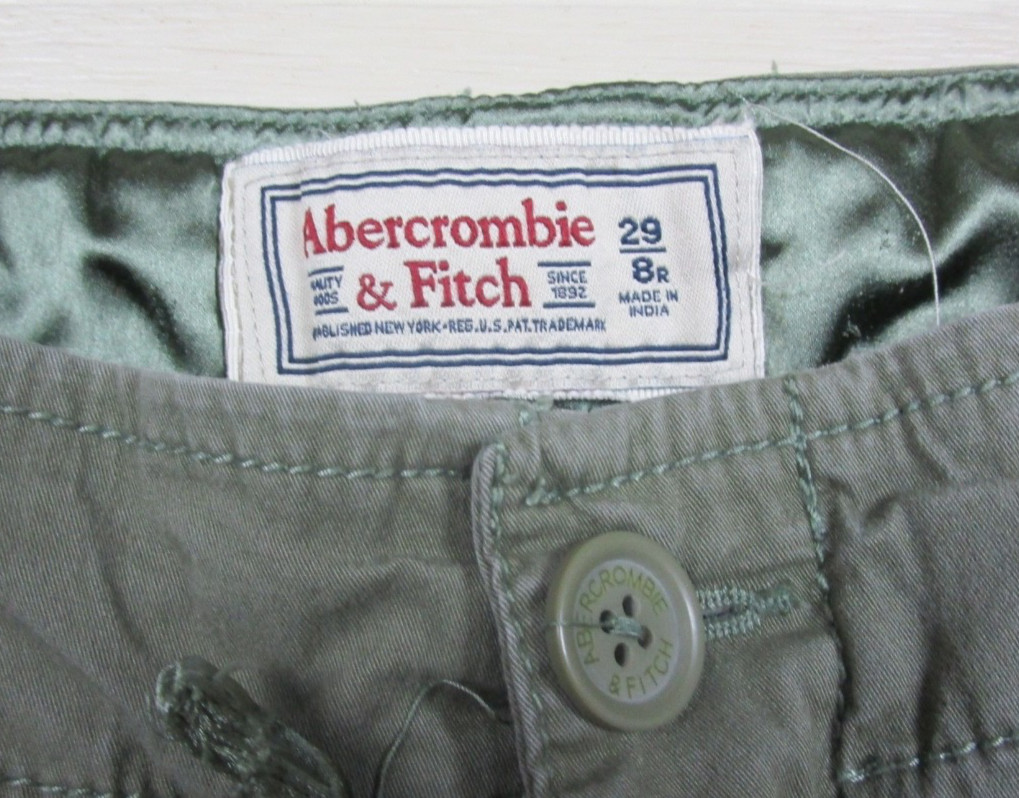 Abercrombie
& Fitch
29
8R
SINCE
1892
MADE IN
INDIA
NEW YORK•REG.U.S.PAT.TRADEMARK
ABERCROMBIE
& FITCH